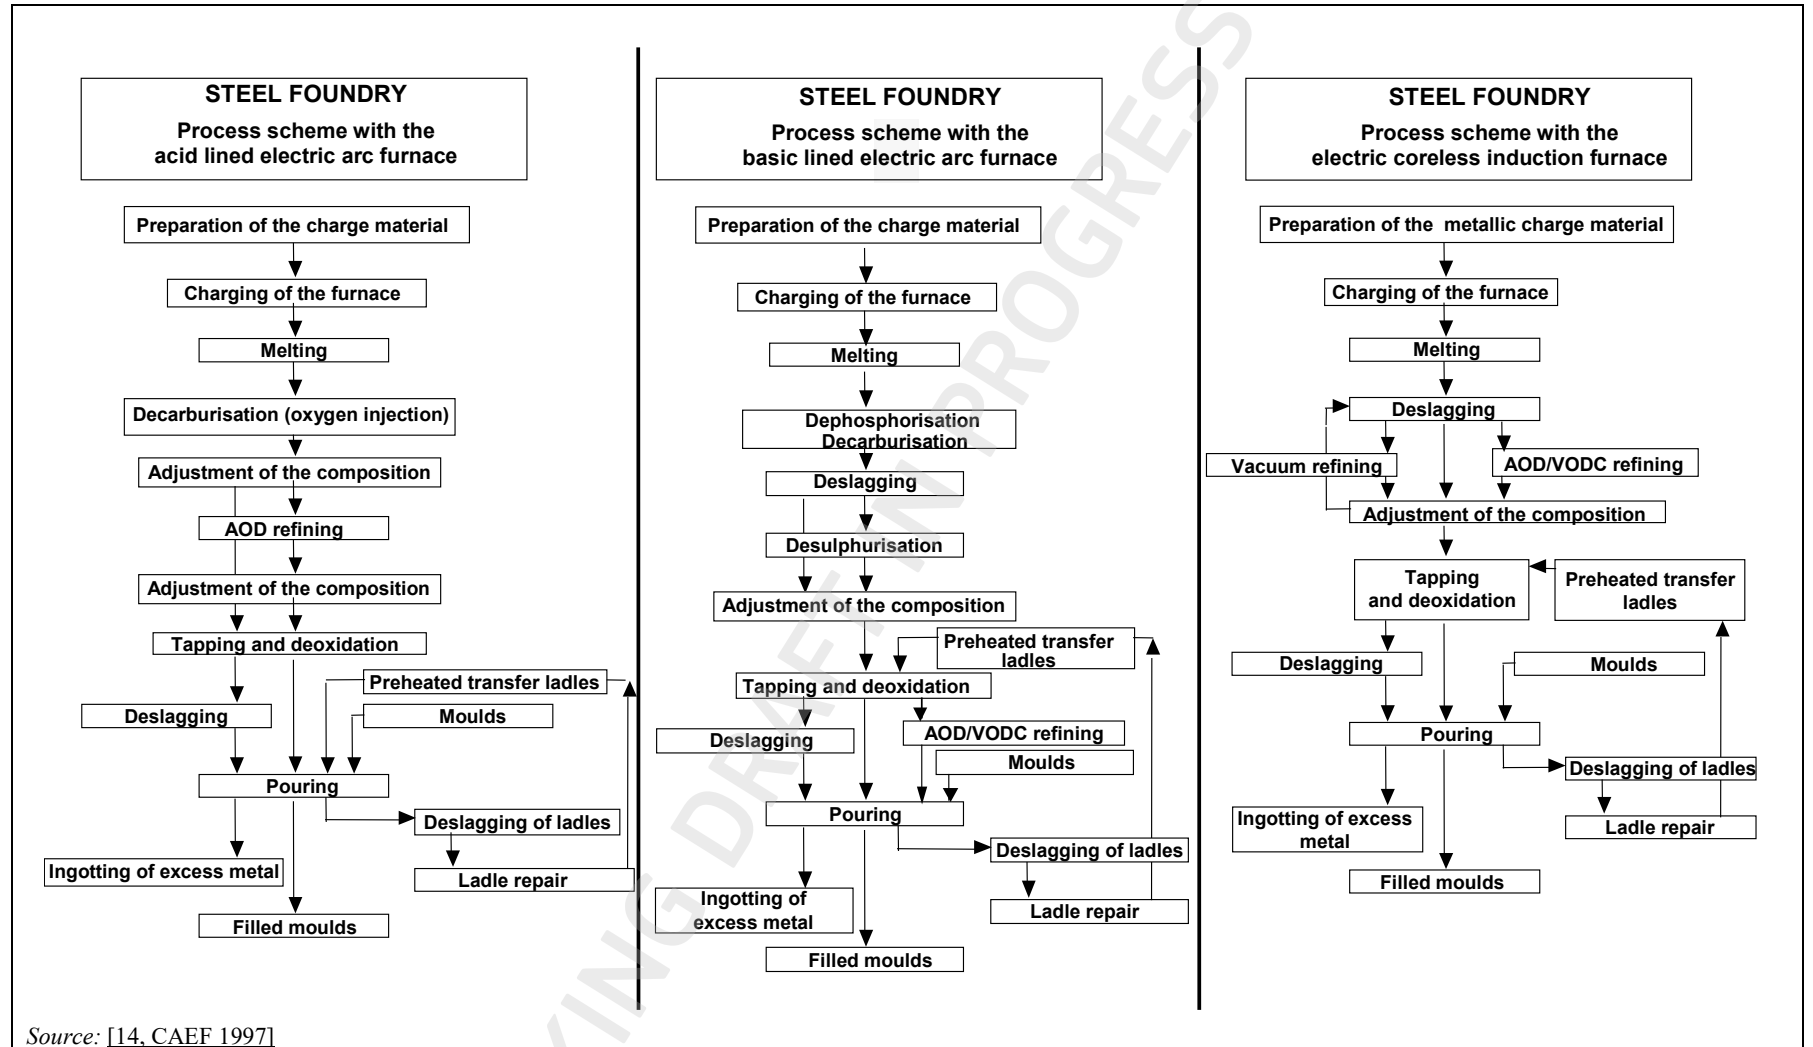 STEEL FOUNDRY
Process scheme with the
acid lined electric arc furnace
Preparation of the charge material
Charging of the furnace
Melting
Decarburisation (oxygen injection)
Adjustment of the composition
AOD refining
Adjustment of the composition
Tapping and deoxidation
Preheated transfer ladles
Deslagging
Moulds
Pouring
Deslagging of ladles
Ingotting of excess metal
Ladle repair
Filled moulds
STEEL FOUNDRY
Process scheme with the
basic lined electric arc furnace
Preparation of the charge material
Charging of the furnace
Melting
Dephosphorisation
Decarburisation
Deslagging
Desulphurisation
Adjustment of the composition
Preheated transfer
ladles
Tapping and deoxidation
Deslagging
AOD/VODC refining
Moulds
Pouring
Deslagging of ladles
Ingotting of
excess metal
Ladle repair
Filled moulds
STEEL FOUNDRY
Process scheme with the
electric coreless induction furnace
Preparation of the metallic charge material
Charging of the furnace
Melting
Deslagging
Vacuum refining
AOD/VODC refining
Adjustment of the composition
Tapping
and deoxidation
Preheated transfer
ladles
Deslagging
Moulds
Pouring
Deslagging of ladles
Ingotting of excess
metal
Ladle repair
Filled moulds
Source: [14, CAEF 1997]
KING DRAFT IN PROGRESS